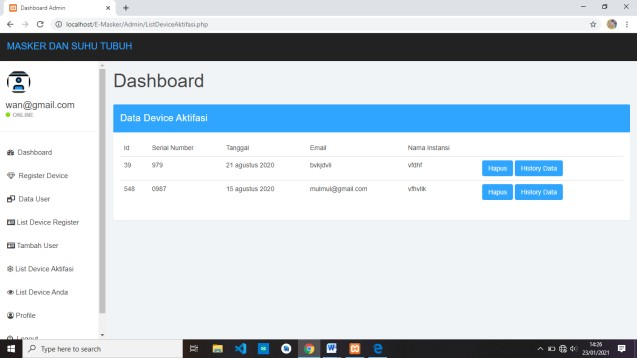 Dashboard Admin
localhost/E-Masker/Admin/ListDeviceAktifasi.php
MASKER DAN SUHU TUBUH
wan@gmail.com
ONLINE
Dashboard
Register Device
Data User
List Device Register
Tambah User
List Device Aktifasi
List Device Anda
Profile
Logout
Dashboard
Data Device Aktifasi
Id Serial Number Tanggal Email Nama Instansi
39 979 21 agustus 2020 bvkjdvii vfdhf Hapus History Data
548 0987 15 agustus 2020 mulmul@gmail.com vfhvlik Hapus History Data
Type here to search
14:26
23/01/2021